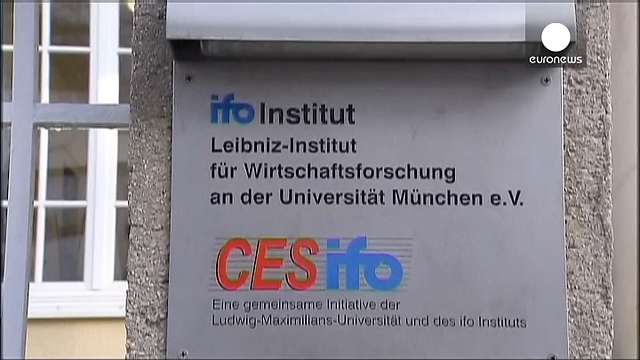 euronews
ifo Institut
Leibniz-Institut
für Wirtschaftsforschung
an der Universität München e.V.
CESifo
Eine gemeinsame Initiative der
Ludwig-Maximilians-Universität und des ifo Instituts